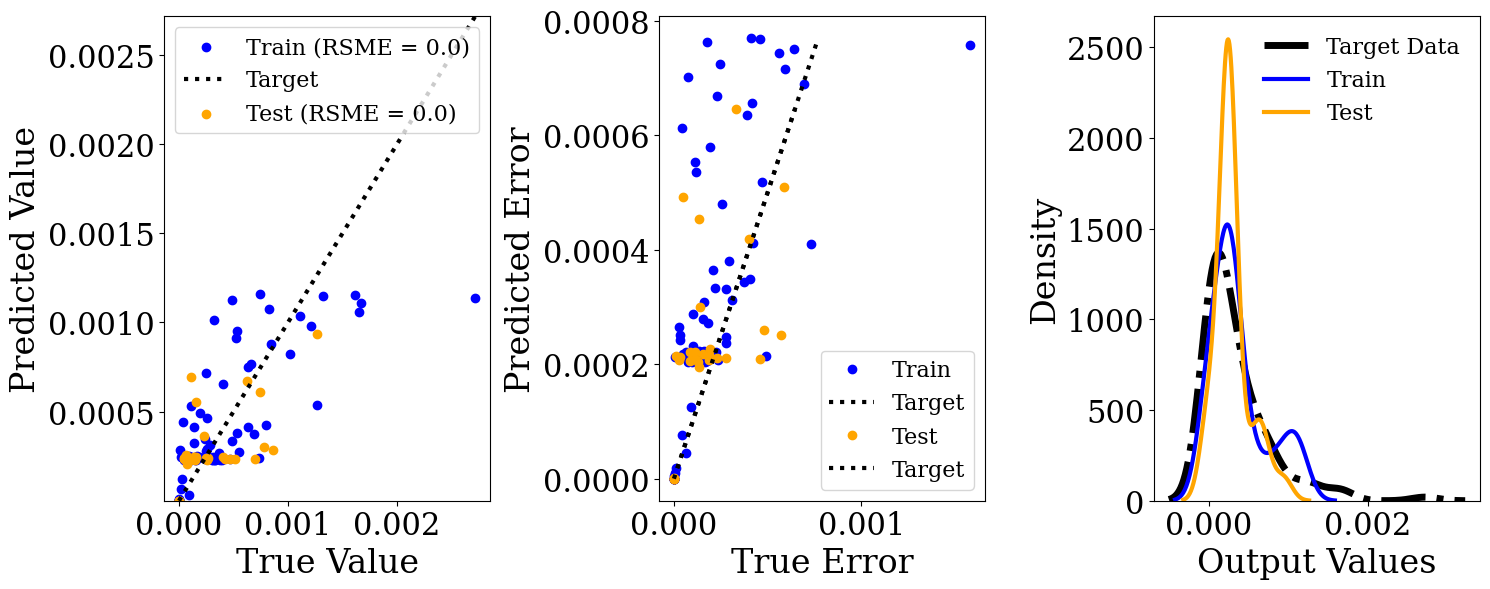 Predicted Value
0.0025
0.0020
0.0015
0.0010
0.0005
Train (RSME = 0.0)
Target
Test (RSME = 0.0)
0.000
0.001
0.002
True Value
Predicted Error
0.0008
0.0006
0.0004
0.0002
0.0000
Train
Target
Test
Target
0.000
0.001
True Error
Density
2500
2000
1500
1000
500
0
Target Data
Train
Test
0.000
0.002
Output Values